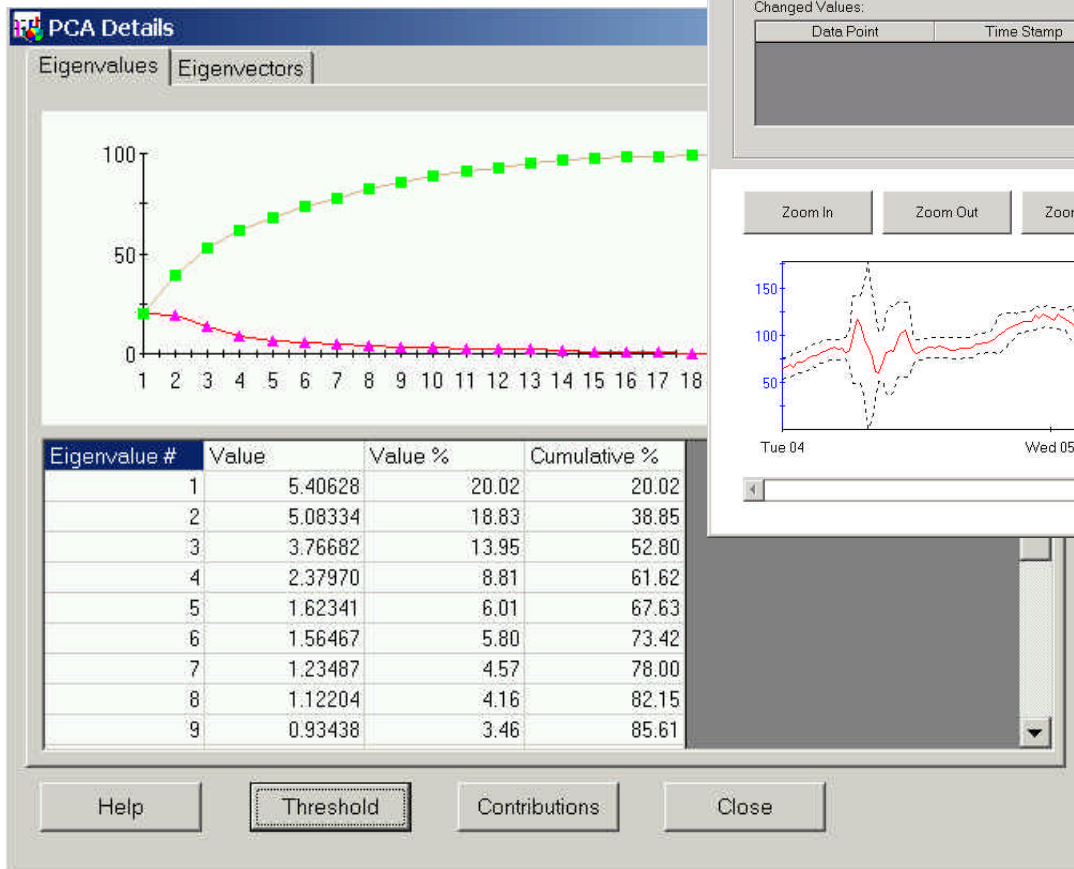 PCA Details
Eigenvalues Eigenvectors
100
50
0
1 2 3 4 5 6 7 8 9 10 11 12 13 14 15 16 17 18
Eigenvalue # Value Value % Cumulative %
1 5.40628 20.02 20.02
2 5.08334 18.83 38.85
3 3.76682 13.95 52.80
4 2.37970 8.81 61.62
5 1.62341 6.01 67.63
6 1.56467 5.80 73.42
7 1.23487 4.57 78.00
8 1.12204 4.16 82.15
9 0.93438 3.46 85.61
Help Threshold Contributions Close
Changed Values:
Data Point Time Stamp
Zoom In Zoom Out Zoo
150
100
50
Tue 04 Wed 05